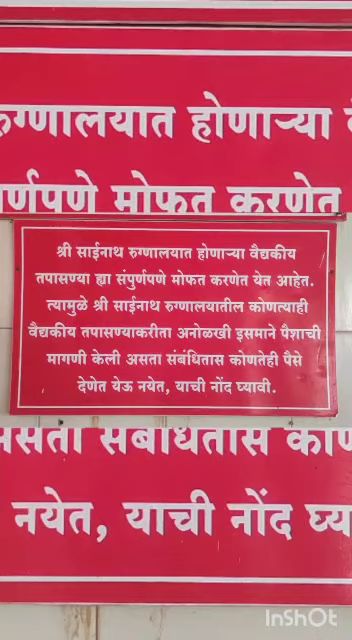 रुग्णालयात होणाऱ्या
र्णपणे मोफत करणेत
श्री साईनाथ रुग्णालयात होणाऱ्या वैद्यकीय
तपासण्या ह्या संपुर्णपणे मोफत करणेत येत आहेत.
त्यामुळे श्री साईनाथ रुग्णालयातील कोणत्याही
वैद्यकीय तपासण्याकरीता अनोळखी इसमाने पैशाची
मागणी केली असता संबंधितास कोणतेही पैसे
देणेत येऊ नयेत, याची नोंद घ्यावी.
असता संबंधितास कोण
नयेत, याची नोंद घ्या
InShOt